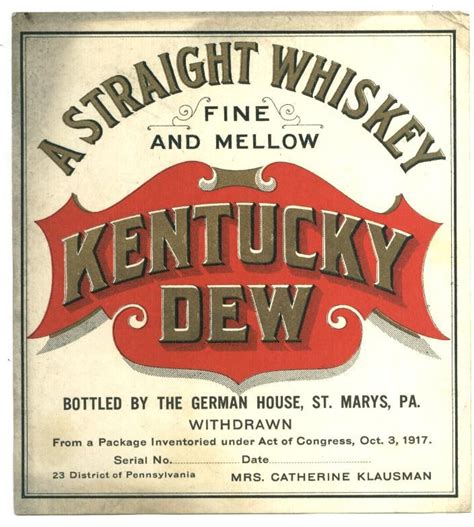 A STRAIGHT WHISKEY
FINE
AND MELLOW
KENTUCKY
DEW
BOTTLED BY THE GERMAN HOUSE, ST. MARYS, PA.
WITHDRAWN
From a Package Inventoried under Act of Congress, Oct. 3, 1917.
Serial No. Date
23 District of Pennsylvania MRS. CATHERINE KLAUSMAN